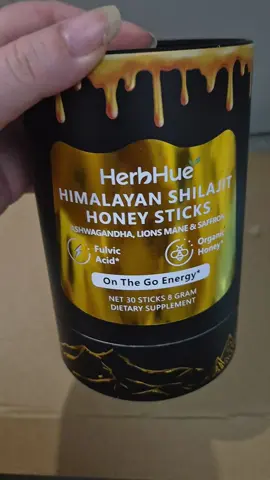 HerbHue
HIMALAYAN SHILAJIT
HONEY STICKS
ASHWAGANDHA, LIONS MANE & SAFFRON
Fulvic
Acid*
Organic
Honey*
On The Go Energy*
NET 30 STICKS 8 GRAM
DIETARY SUPPLEMENT